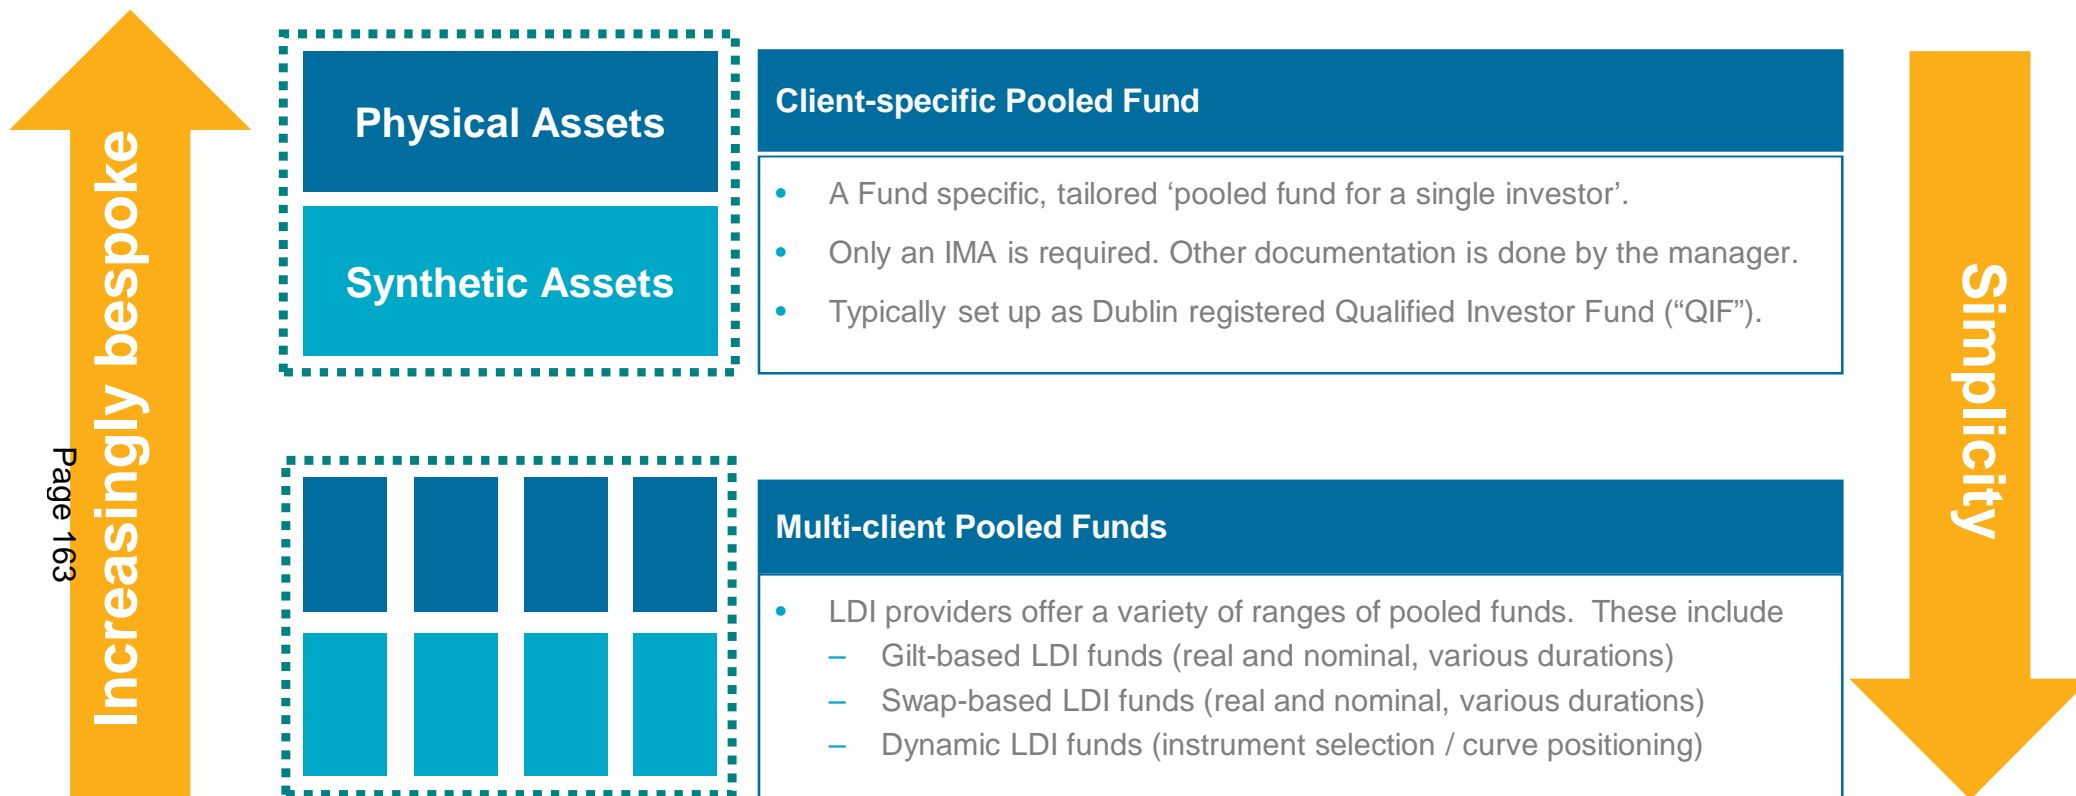 Increasingly bespoke
Page 163
Physical Assets
Synthetic Assets
Client-specific Pooled Fund
• A Fund specific, tailored ‘pooled fund for a single investor’.
• Only an IMA is required. Other documentation is done by the manager.
• Typically set up as Dublin registered Qualified Investor Fund (“QIF”).
Multi-client Pooled Funds
• LDI providers offer a variety of ranges of pooled funds. These include
– Gilt-based LDI funds (real and nominal, various durations)
– Swap-based LDI funds (real and nominal, various durations)
– Dynamic LDI funds (instrument selection / curve positioning)
Simplicity